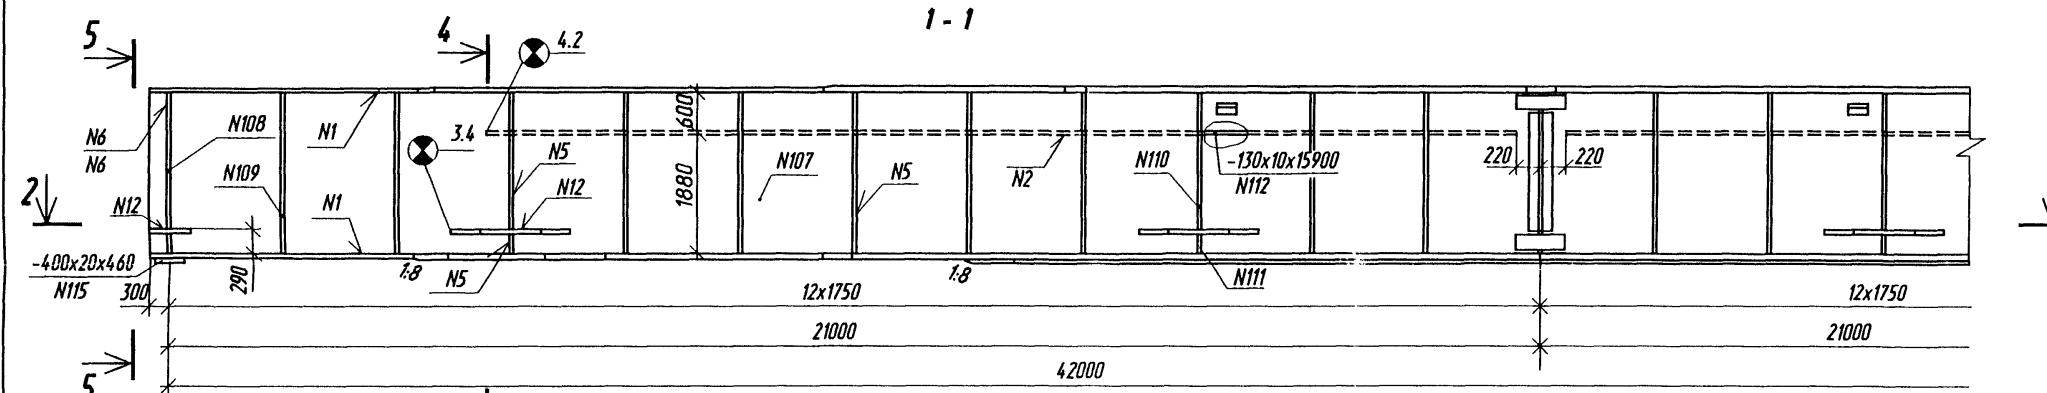 1-1
5
4
4.2
N6
N6
N108
N1
600
3.4
N5
N107
N5
N110
N2
-130x10x15900
N112
220
220
N109
1880
2
N12
N1
N12
-400x20x460
N115
290
1:8
N5
1:8
N111
300
12x1750
12x1750
21000
21000
42000
5